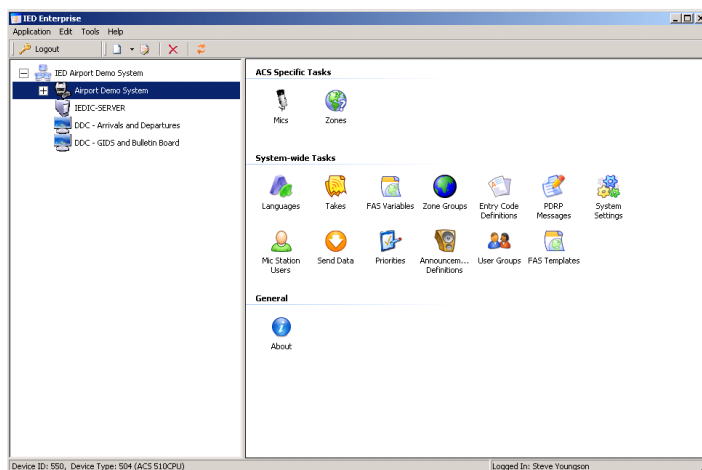 IED Enterprise
Application Edit Tools Help
Logout
IED Airport Demo System
Airport Demo System
IEDIC-SERVER
DDC - Arrivals and Departures
DDC - GIDS and Bulletin Board
ACS Specific Tasks
Mics Zones
System-wide Tasks
Languages Takes FAS Variables Zone Groups Entry Code Definitions PDRP Messages System Settings
Mic Station Users Send Data Priorities Announcem... Definitions User Groups FAS Templates
General
About
Device ID: 550, Device Type: 504 (ACS 510CPU) Logged In: Steve Youngson